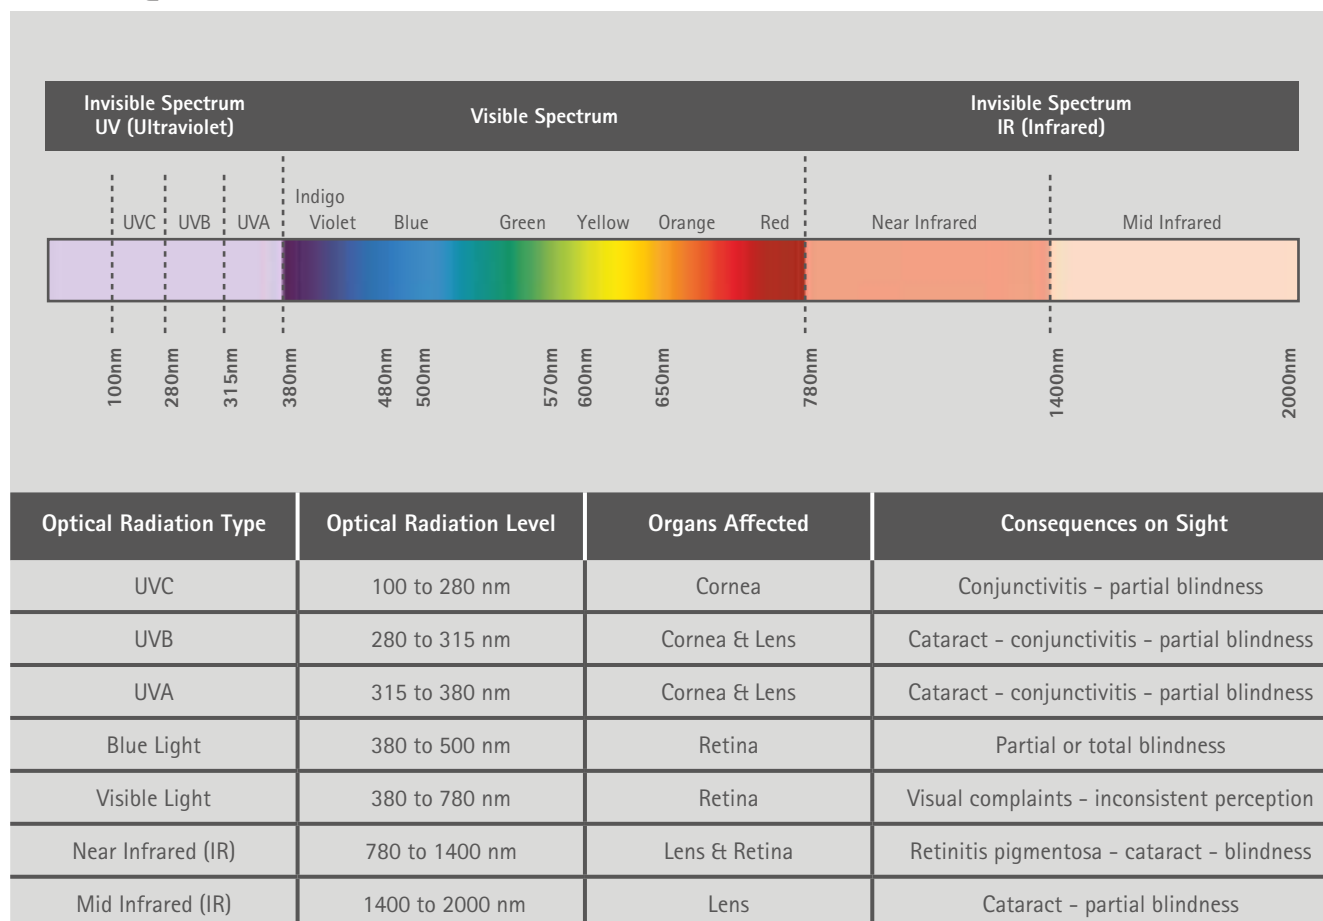 Invisible Spectrum
UV (Ultraviolet)
Visible Spectrum
Invisible Spectrum
IR (Infrared)
Indigo
UVC UVB UVA Violet Blue Green Yellow Orange Red Near Infrared Mid Infrared
100nm 280nm 315nm 380nm 480nm 500nm 570nm 600nm 650nm 780nm 1400nm 2000nm
Optical Radiation Type Optical Radiation Level Organs Affected Consequences on Sight
UVC 100 to 280 nm Cornea Conjunctivitis - partial blindness
UVB 280 to 315 nm Cornea & Lens Cataract - conjunctivitis - partial blindness
UVA 315 to 380 nm Cornea & Lens Cataract - conjunctivitis - partial blindness
Blue Light 380 to 500 nm Retina Partial or total blindness
Visible Light 380 to 780 nm Retina Visual complaints - inconsistent perception
Near Infrared (IR) 780 to 1400 nm Lens & Retina Retinitis pigmentosa - cataract - blindness
Mid Infrared (IR) 1400 to 2000 nm Lens Cataract - partial blindness